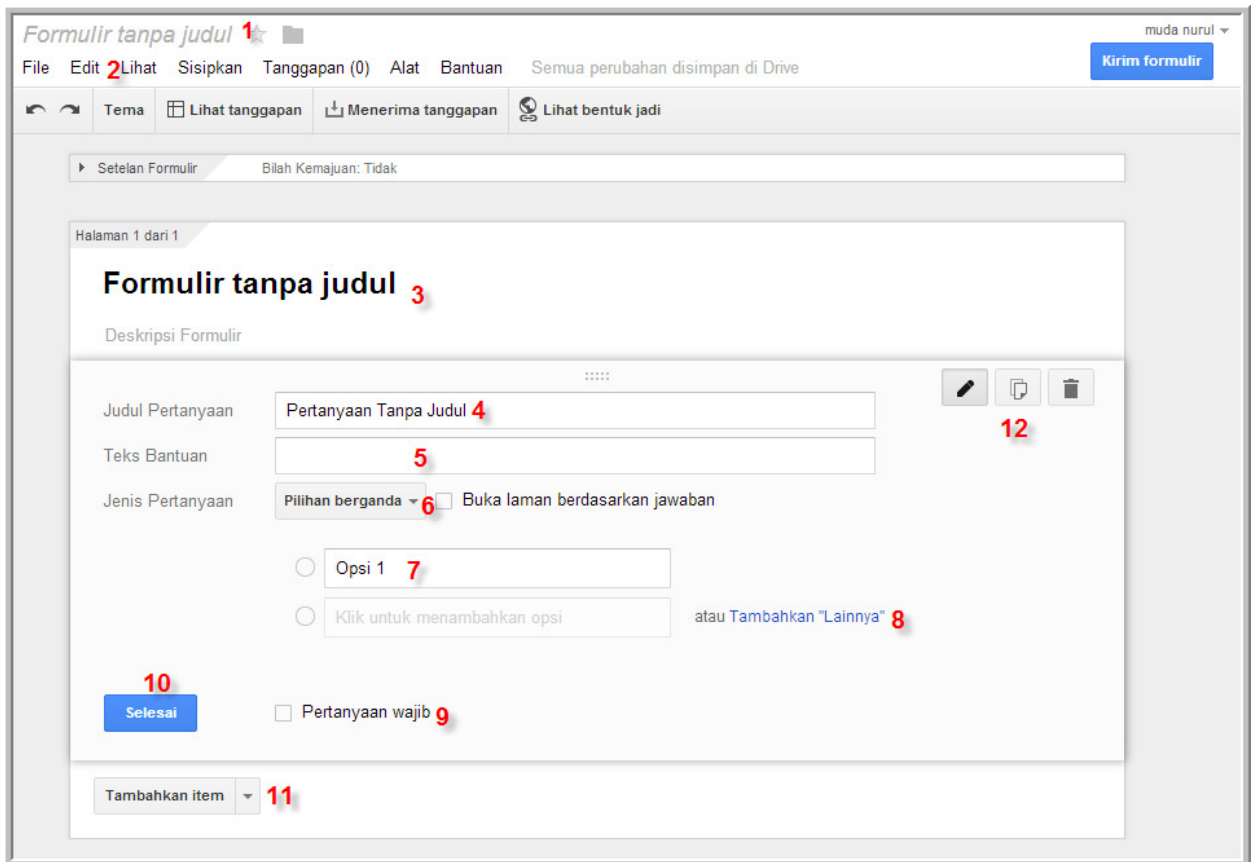 Formulir tanpa judul 1
muda nurul
File Edit 2 Lihat Sisipkan Tanggapan (0) Alat Bantuan Semua perubahan disimpan di Drive
Kirim formulir
Tema Lihat tanggapan Menerima tanggapan Lihat bentuk jadi
Setelan Formulir Bilah Kemajuan: Tidak
Halaman 1 dari 1
Formulir tanpa judul 3
Deskripsi Formulir
Judul Pertanyaan Pertanyaan Tanpa Judul 4
12
Teks Bantuan 5
Jenis Pertanyaan Pilihan berganda 6 Buka laman berdasarkan jawaban
Opsi 1 7
Klik untuk menambahkan opsi atau Tambahkan "Lainnya" 8
10
Selesai Pertanyaan wajib 9
Tambahkan item 11